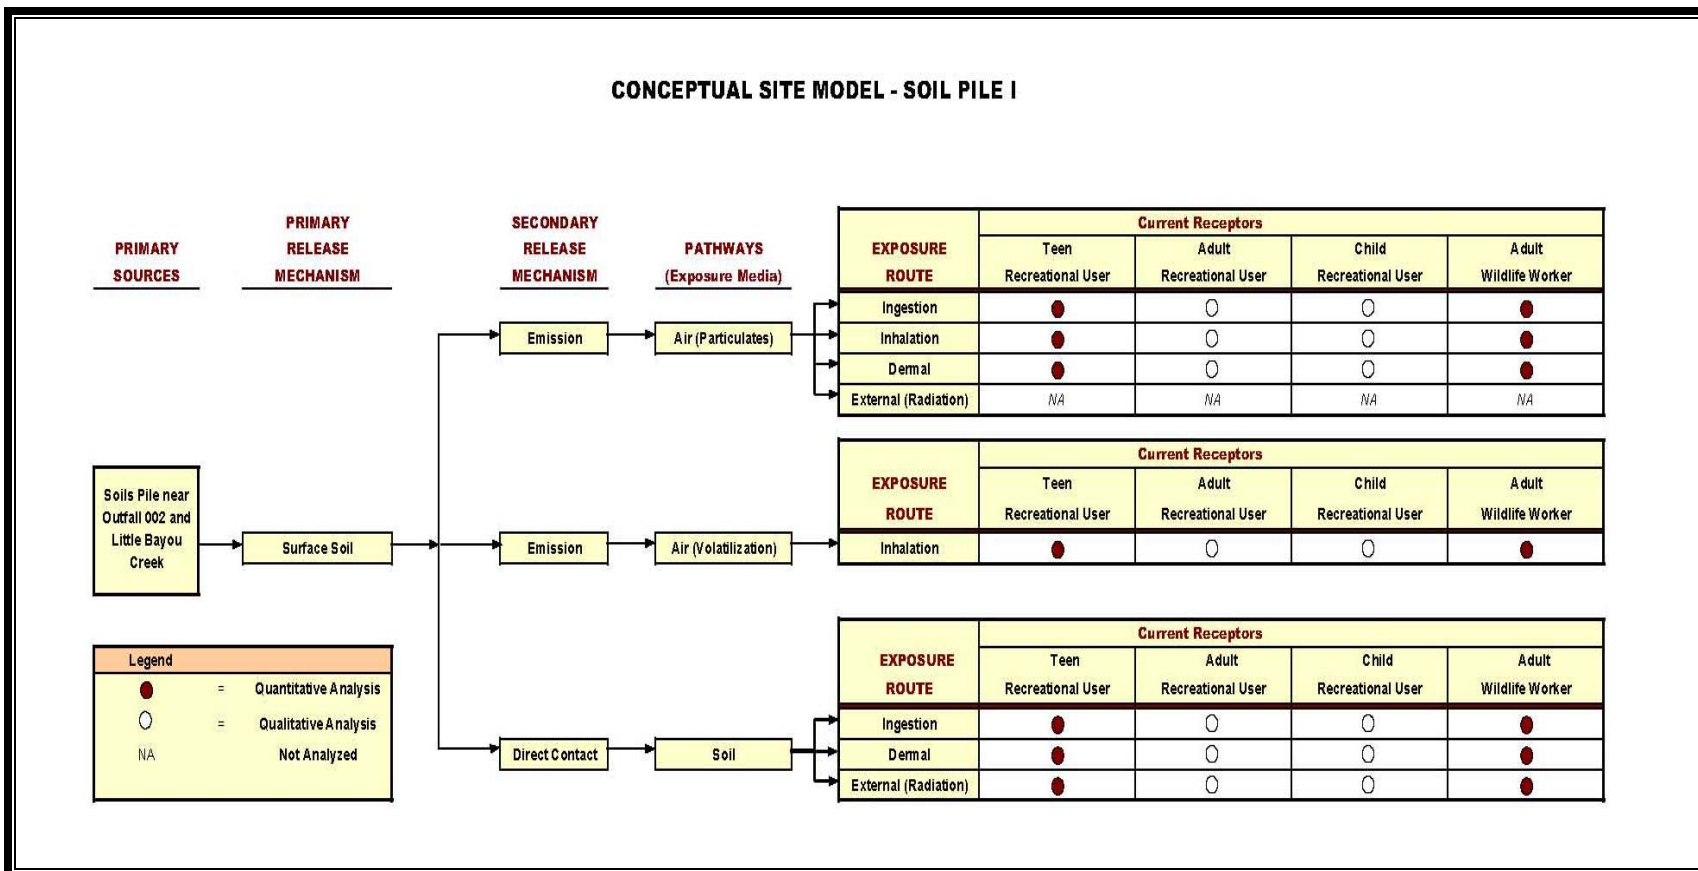 CONCEPTUAL SITE MODEL - SOIL PILE I
PRIMARY
SOURCES
PRIMARY
RELEASE
MECHANISM
SECONDARY
RELEASE
MECHANISM
PATHWAYS
(Exposure Media)
EXPOSURE
ROUTE
Current Receptors
Teen
Recreational User
Adult
Recreational User
Child
Recreational User
Adult
Wildlife Worker
Emission
Air (Particulates)
Ingestion
Inhalation
Dermal
External (Radiation) NA NA NA NA
EXPOSURE
ROUTE
Current Receptors
Teen
Recreational User
Adult
Recreational User
Child
Recreational User
Adult
Wildlife Worker
Soils Pile near
Outfall 002 and
Little Bayou
Creek
Surface Soil
Emission
Air (Volatilization)
Inhalation
EXPOSURE
ROUTE
Current Receptors
Teen
Recreational User
Adult
Recreational User
Child
Recreational User
Adult
Wildlife Worker
Direct Contact
Soil
Ingestion
Dermal
External (Radiation)
Legend
= Quantitative Analysis
= Qualitative Analysis
NA Not Analyzed